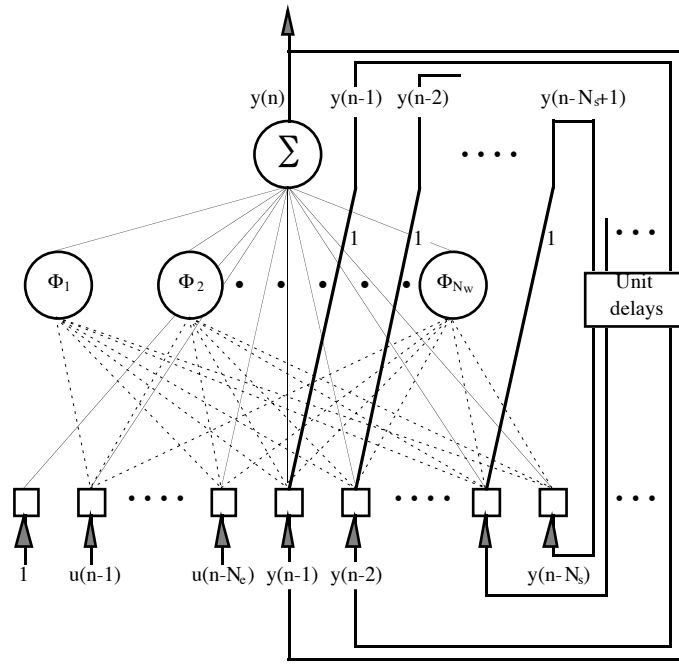 y(n) y(n-1) y(n-2) y(n-Ns+1)
Σ
1 1 1
Φ1 Φ2 ΦNw
Unit
delays
1 u(n-1) u(n-Ne) y(n-1) y(n-2) y(n-Ns)